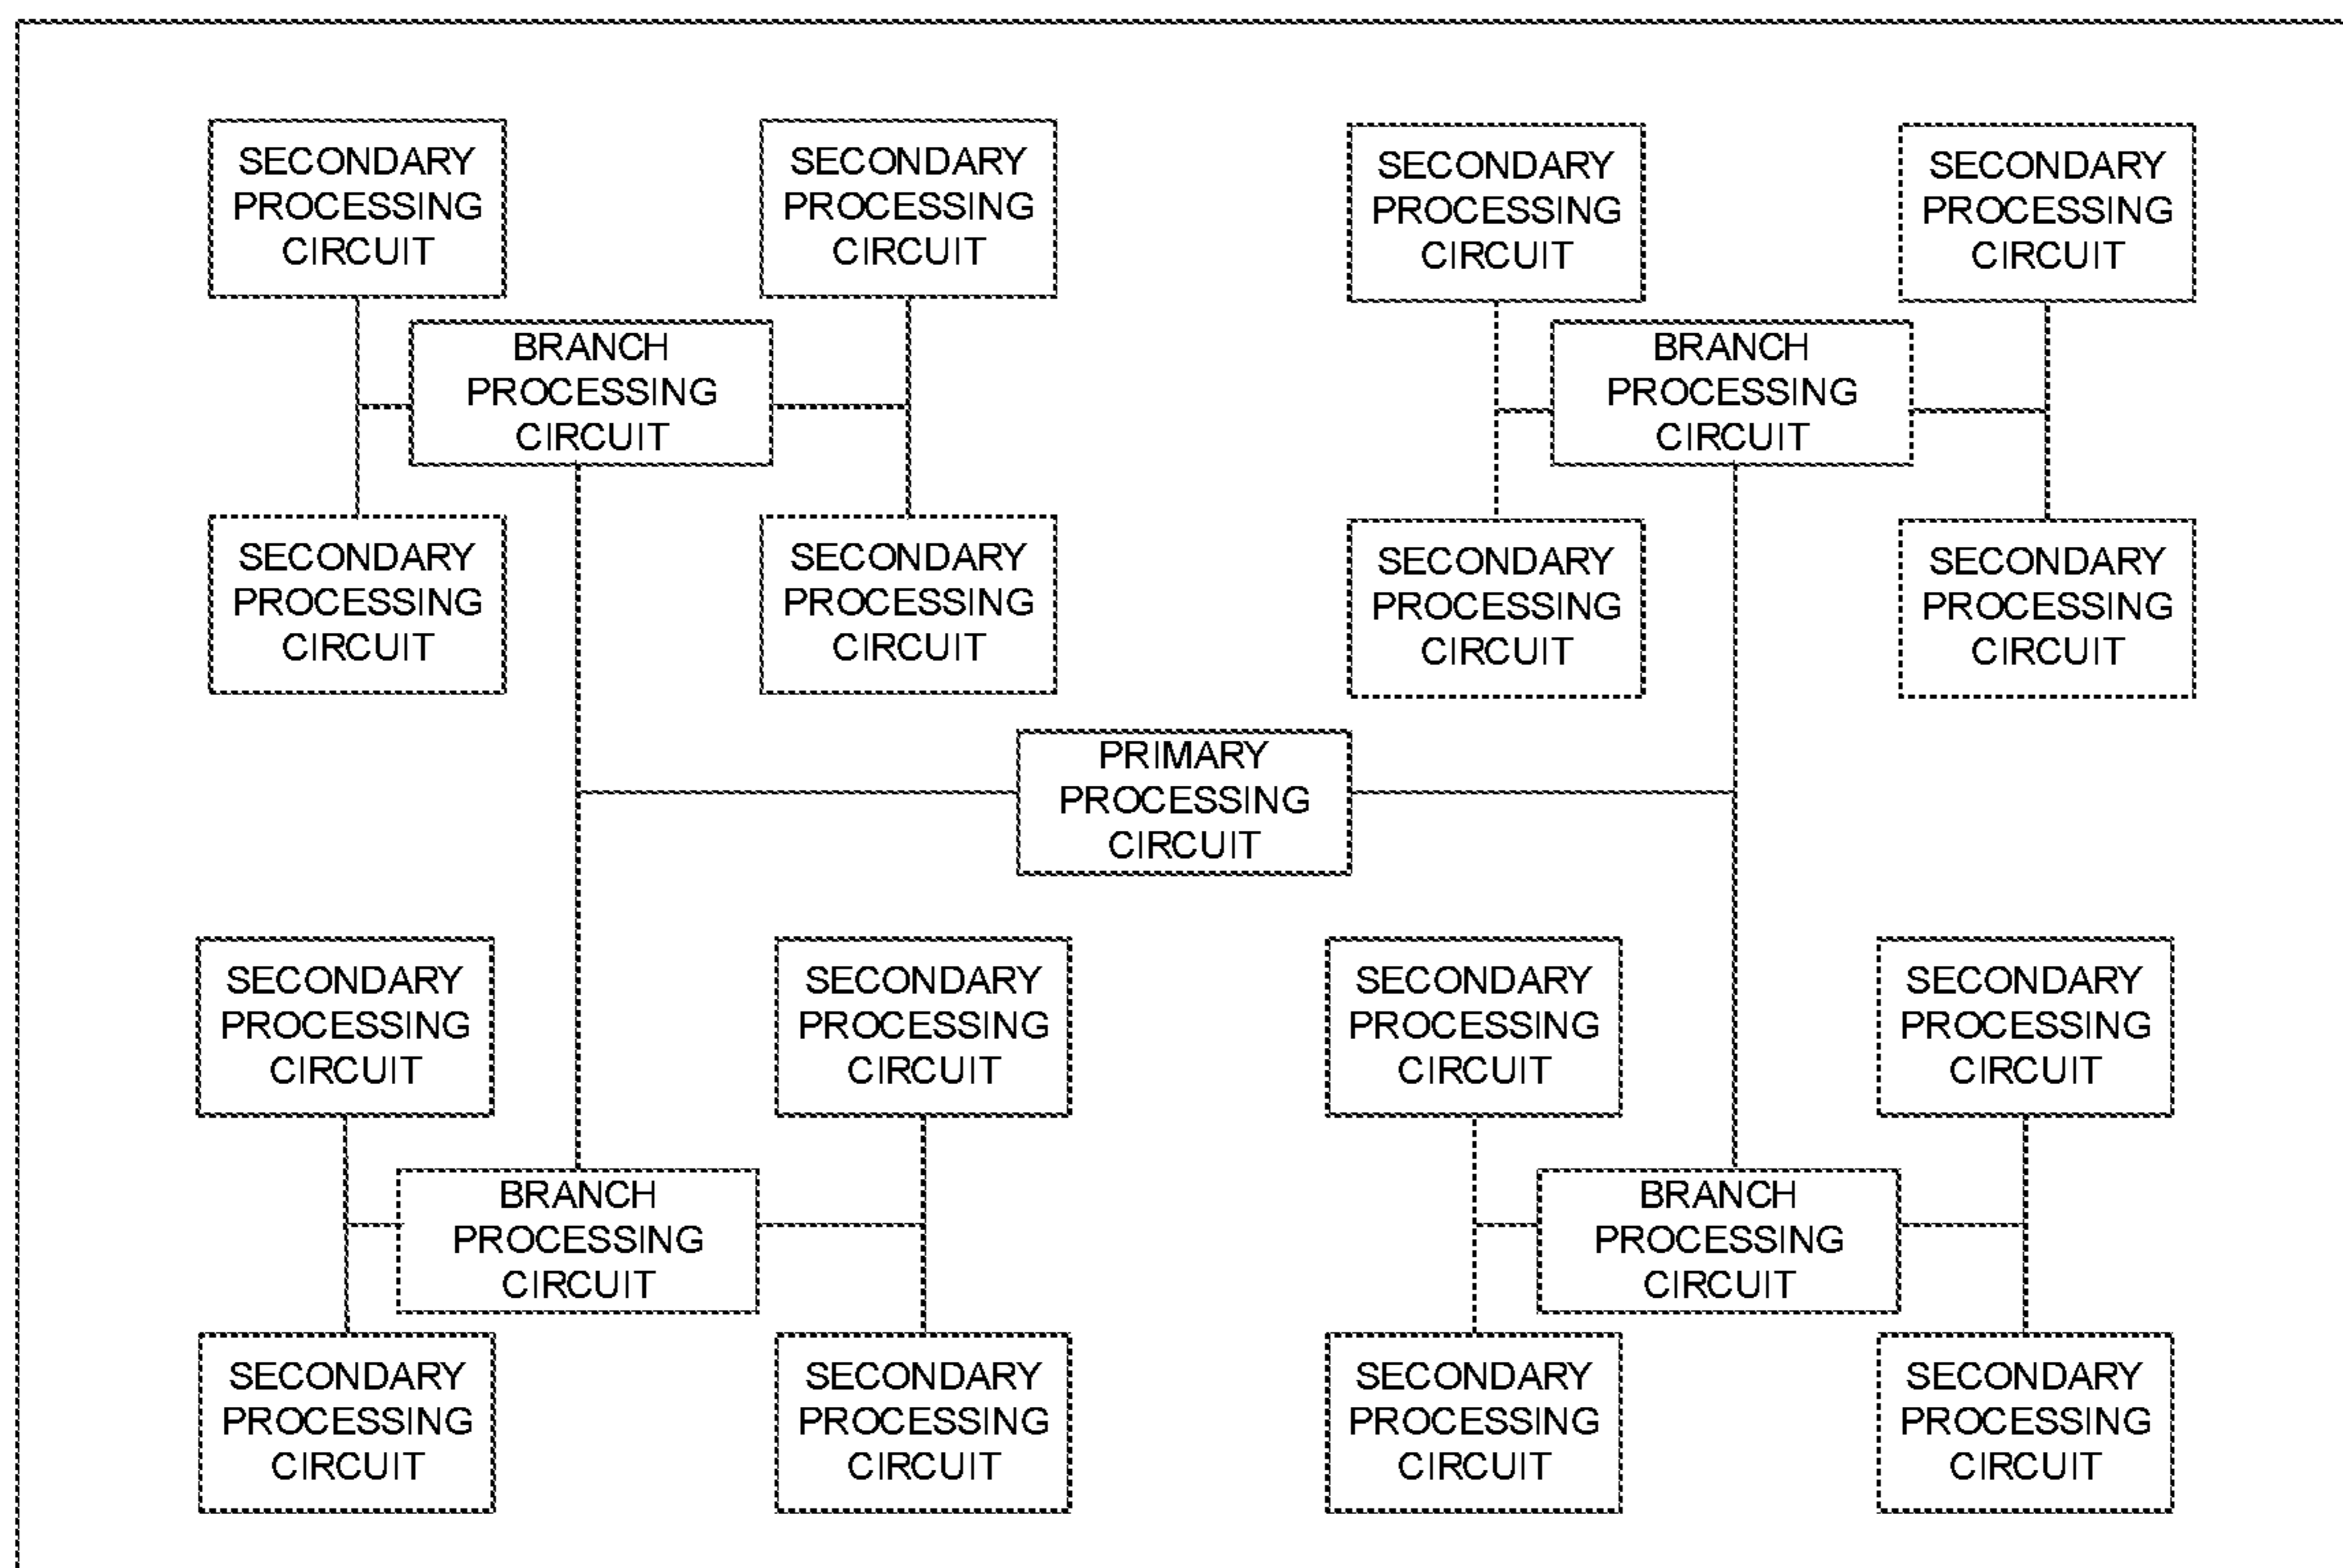 SECONDARY
PROCESSING
CIRCUIT
SECONDARY
PROCESSING
CIRCUIT
SECONDARY
PROCESSING
CIRCUIT
SECONDARY
PROCESSING
CIRCUIT
BRANCH
PROCESSING
CIRCUIT
BRANCH
PROCESSING
CIRCUIT
SECONDARY
PROCESSING
CIRCUIT
SECONDARY
PROCESSING
CIRCUIT
SECONDARY
PROCESSING
CIRCUIT
SECONDARY
PROCESSING
CIRCUIT
PRIMARY
PROCESSING
CIRCUIT
SECONDARY
PROCESSING
CIRCUIT
SECONDARY
PROCESSING
CIRCUIT
SECONDARY
PROCESSING
CIRCUIT
SECONDARY
PROCESSING
CIRCUIT
BRANCH
PROCESSING
CIRCUIT
BRANCH
PROCESSING
CIRCUIT
SECONDARY
PROCESSING
CIRCUIT
SECONDARY
PROCESSING
CIRCUIT
SECONDARY
PROCESSING
CIRCUIT
SECONDARY
PROCESSING
CIRCUIT